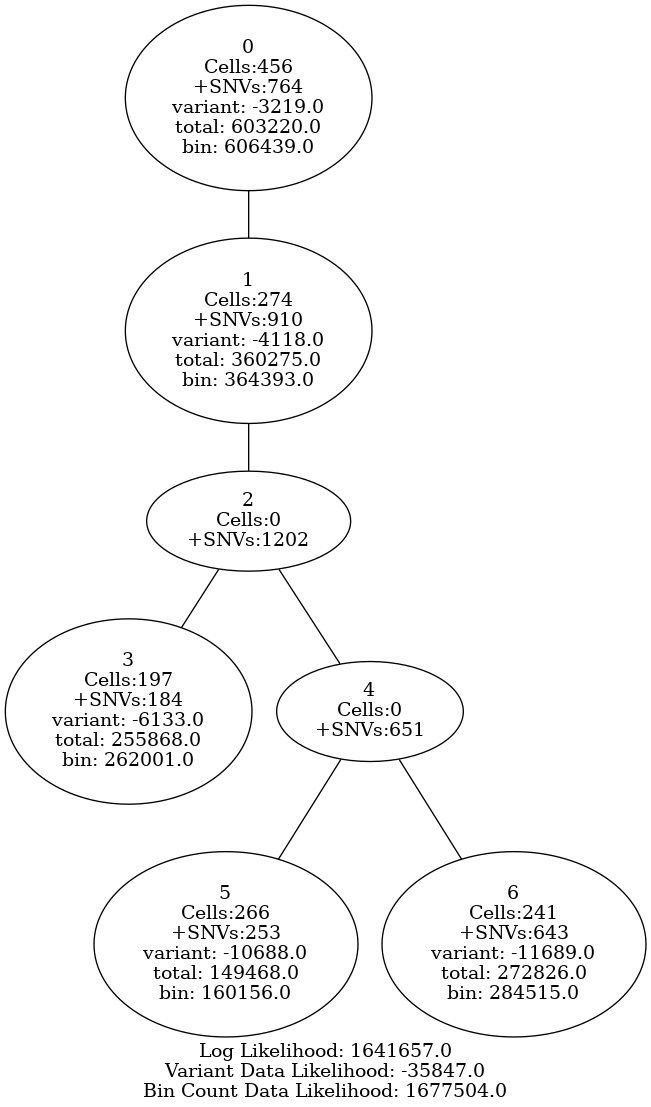 0
Cells:456
+SNVs:764
variant: -3219.0
total: 603220.0
bin: 606439.0
1
Cells:274
+SNVs:910
variant: -4118.0
total: 360275.0
bin: 364393.0
2
Cells:0
+SNVs:1202
3
Cells:197
+SNVs:184
variant: -6133.0
total: 255868.0
bin: 262001.0
4
Cells:0
+SNVs:651
5
Cells:266
+SNVs:253
variant: -10688.0
total: 149468.0
bin: 160156.0
6
Cells:241
+SNVs:643
variant: -11689.0
total: 272826.0
bin: 284515.0
Log Likelihood: 1641657.0
Variant Data Likelihood: -35847.0
Bin Count Data Likelihood: 1677504.0